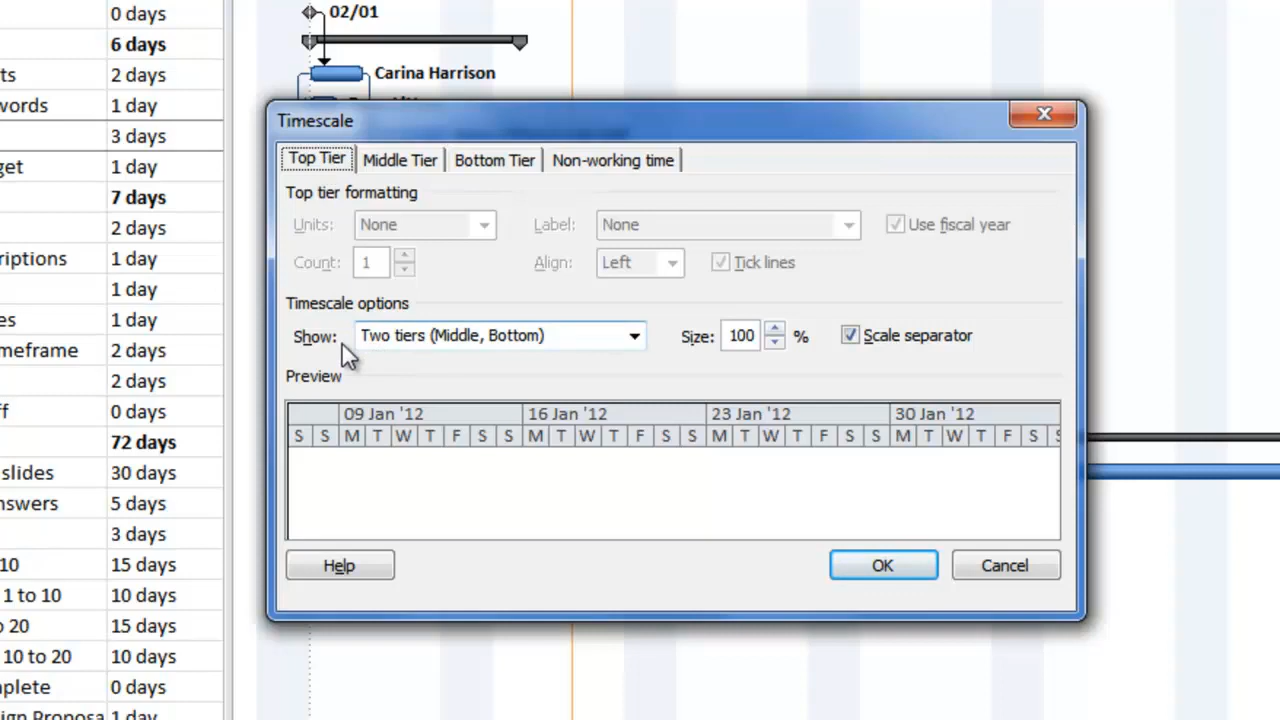 0 days
02/01
6 days
ts
2 days
Carina Harrison
words
1 day
3 days
get
1 day
7 days
2 days
riptions
1 day
1 day
es
1 day
meframe
2 days
2 days
ff
0 days
72 days
slides
30 days
nswers
5 days
3 days
10
15 days
1 to 10
10 days
to 20
15 days
10 to 20
10 days
nplete
0 days
ign Proposa
1 day
Timescale
Top Tier
Middle Tier
Bottom Tier
Non-working time
Top tier formatting
Units:
None
Label:
None
Use fiscal year
Count:
1
Align:
Left
Tick lines
Timescale options
Show:
Two tiers (Middle, Bottom)
Size:
100
%
Scale separator
Preview
09 Jan '12
16 Jan '12
23 Jan '12
30 Jan '12
S S M T W T F S S M T W T F S S M T W T F S S M T W T F S S
Help
OK
Cancel